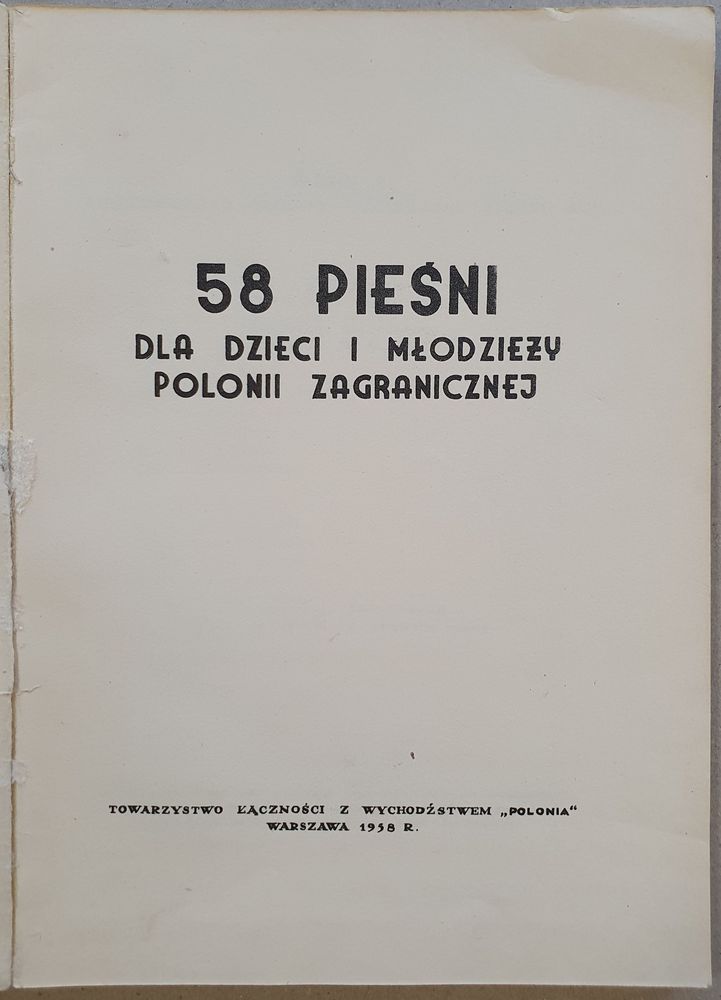 58 PIEŚNI
DLA DZIECI I MŁODZIEŻY
POLONII ZAGRANICZNEJ
TOWARZYSTWO ŁĄCZNOŚCI Z WYCHODŹSTWEM „POLONIA“
WARSZAWA 1958 R.